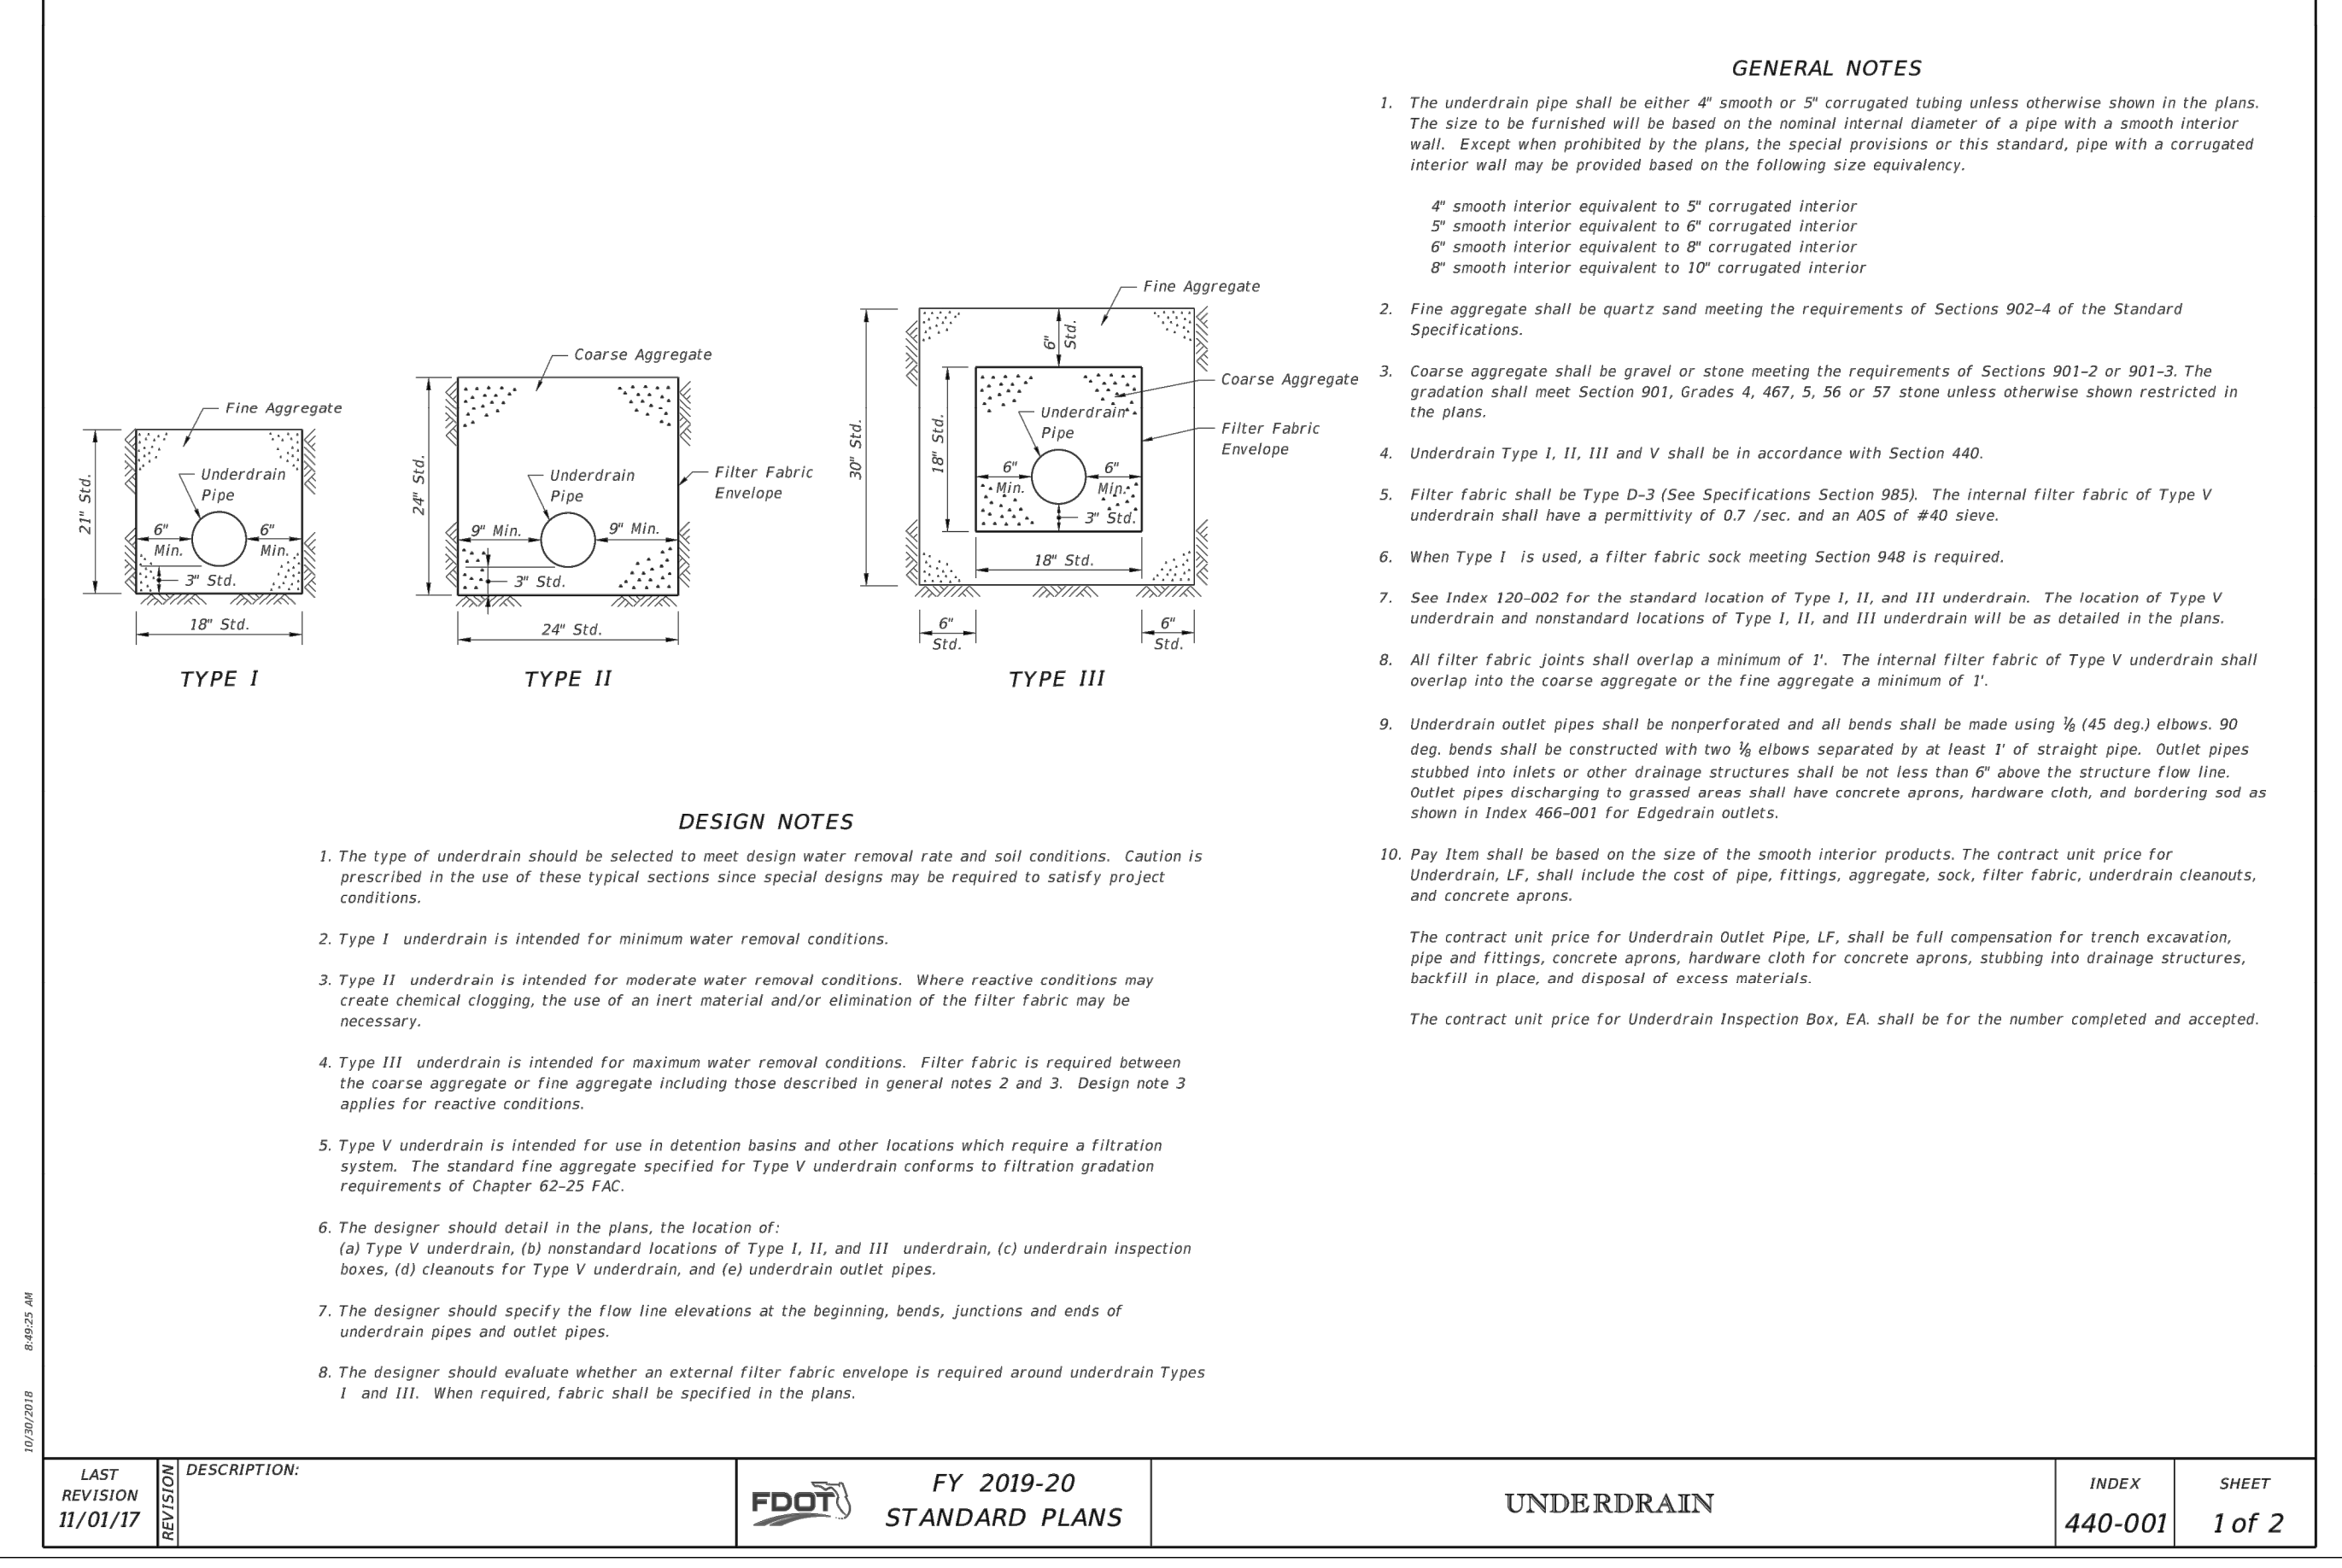 GENERAL NOTES
1. The underdrain pipe shall be either 4" smooth or 5" corrugated tubing unless otherwise shown in the plans.
The size to be furnished will be based on the nominal internal diameter of a pipe with a smooth interior
wall. Except when prohibited by the plans, the special provisions or this standard, pipe with a corrugated
interior wall may be provided based on the following size equivalency.
4" smooth interior equivalent to 5" corrugated interior
5" smooth interior equivalent to 6" corrugated interior
6" smooth interior equivalent to 8" corrugated interior
8" smooth interior equivalent to 10" corrugated interior
2. Fine aggregate shall be quartz sand meeting the requirements of Sections 902-4 of the Standard
Specifications.
3. Coarse aggregate shall be gravel or stone meeting the requirements of Sections 901-2 or 901-3. The
gradation shall meet Section 901, Grades 4, 467, 5, 56 or 57 stone unless otherwise shown restricted in
the plans.
4. Underdrain Type I, II, III and V shall be in accordance with Section 440.
5. Filter fabric shall be Type D-3 (See Specifications Section 985). The internal filter fabric of Type V
underdrain shall have a permittivity of 0.7 /sec. and an AOS of #40 sieve.
6. When Type I is used, a filter fabric sock meeting Section 948 is required.
7. See Index 120-002 for the standard location of Type I, II, and III underdrain. The location of Type V
underdrain and nonstandard locations of Type I, II, and III underdrain will be as detailed in the plans.
8. All filter fabric joints shall overlap a minimum of 1'. The internal filter fabric of Type V underdrain shall
overlap into the coarse aggregate or the fine aggregate a minimum of 1'.
9. Underdrain outlet pipes shall be nonperforated and all bends shall be made using ⅛ (45 deg.) elbows. 90
deg. bends shall be constructed with two ⅛ elbows separated by at least 1' of straight pipe. Outlet pipes
stubbed into inlets or other drainage structures shall be not less than 6" above the structure flow line.
Outlet pipes discharging to grassed areas shall have concrete aprons, hardware cloth, and bordering sod as
shown in Index 466-001 for Edgedrain outlets.
10. Pay Item shall be based on the size of the smooth interior products. The contract unit price for
Underdrain, LF, shall include the cost of pipe, fittings, aggregate, sock, filter fabric, underdrain cleanouts,
and concrete aprons.
The contract unit price for Underdrain Outlet Pipe, LF, shall be full compensation for trench excavation,
pipe and fittings, concrete aprons, hardware cloth for concrete aprons, stubbing into drainage structures,
backfill in place, and disposal of excess materials.
The contract unit price for Underdrain Inspection Box, EA. shall be for the number completed and accepted.
Fine Aggregate
21" Std.
Underdrain
Pipe
6"
Min.
6"
Min.
3" Std.
18" Std.
TYPE I
Coarse Aggregate
24" Std.
Underdrain
Pipe
Filter Fabric
Envelope
9" Min.
9" Min.
3" Std.
24" Std.
TYPE II
Fine Aggregate
6"
Std.
30" Std.
18" Std.
Coarse Aggregate
Underdrain
Pipe
Filter Fabric
Envelope
6"
Min.
6"
Min.
3" Std.
18" Std.
6"
Std.
6"
Std.
TYPE III
DESIGN NOTES
1. The type of underdrain should be selected to meet design water removal rate and soil conditions. Caution is
prescribed in the use of these typical sections since special designs may be required to satisfy project
conditions.
2. Type I underdrain is intended for minimum water removal conditions.
3. Type II underdrain is intended for moderate water removal conditions. Where reactive conditions may
create chemical clogging, the use of an inert material and/or elimination of the filter fabric may be
necessary.
4. Type III underdrain is intended for maximum water removal conditions. Filter fabric is required between
the coarse aggregate or fine aggregate including those described in general notes 2 and 3. Design note 3
applies for reactive conditions.
5. Type V underdrain is intended for use in detention basins and other locations which require a filtration
system. The standard fine aggregate specified for Type V underdrain conforms to filtration gradation
requirements of Chapter 62-25 FAC.
6. The designer should detail in the plans, the location of:
(a) Type V underdrain, (b) nonstandard locations of Type I, II, and III underdrain, (c) underdrain inspection
boxes, (d) cleanouts for Type V underdrain, and (e) underdrain outlet pipes.
7. The designer should specify the flow line elevations at the beginning, bends, junctions and ends of
underdrain pipes and outlet pipes.
8. The designer should evaluate whether an external filter fabric envelope is required around underdrain Types
I and III. When required, fabric shall be specified in the plans.
10/30/2018 8:49:25 AM
LAST
REVISION
11/01/17
REVISION
DESCRIPTION:
FDOT
FY 2019-20
STANDARD PLANS
UNDERDRAIN
INDEX
440-001
SHEET
1 of 2